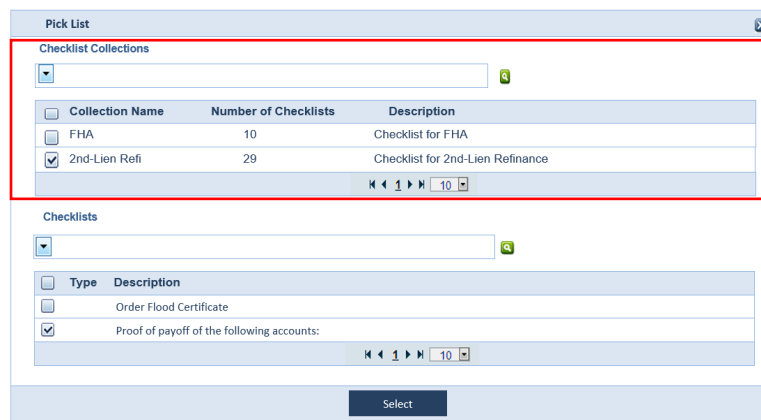 Pick List
Checklist Collections
Collection Name Number of Checklists Description
FHA 10 Checklist for FHA
2nd-Lien Refi 29 Checklist for 2nd-Lien Refinance
1 10
Checklists
Type Description
Order Flood Certificate
Proof of payoff of the following accounts:
1 10
Select